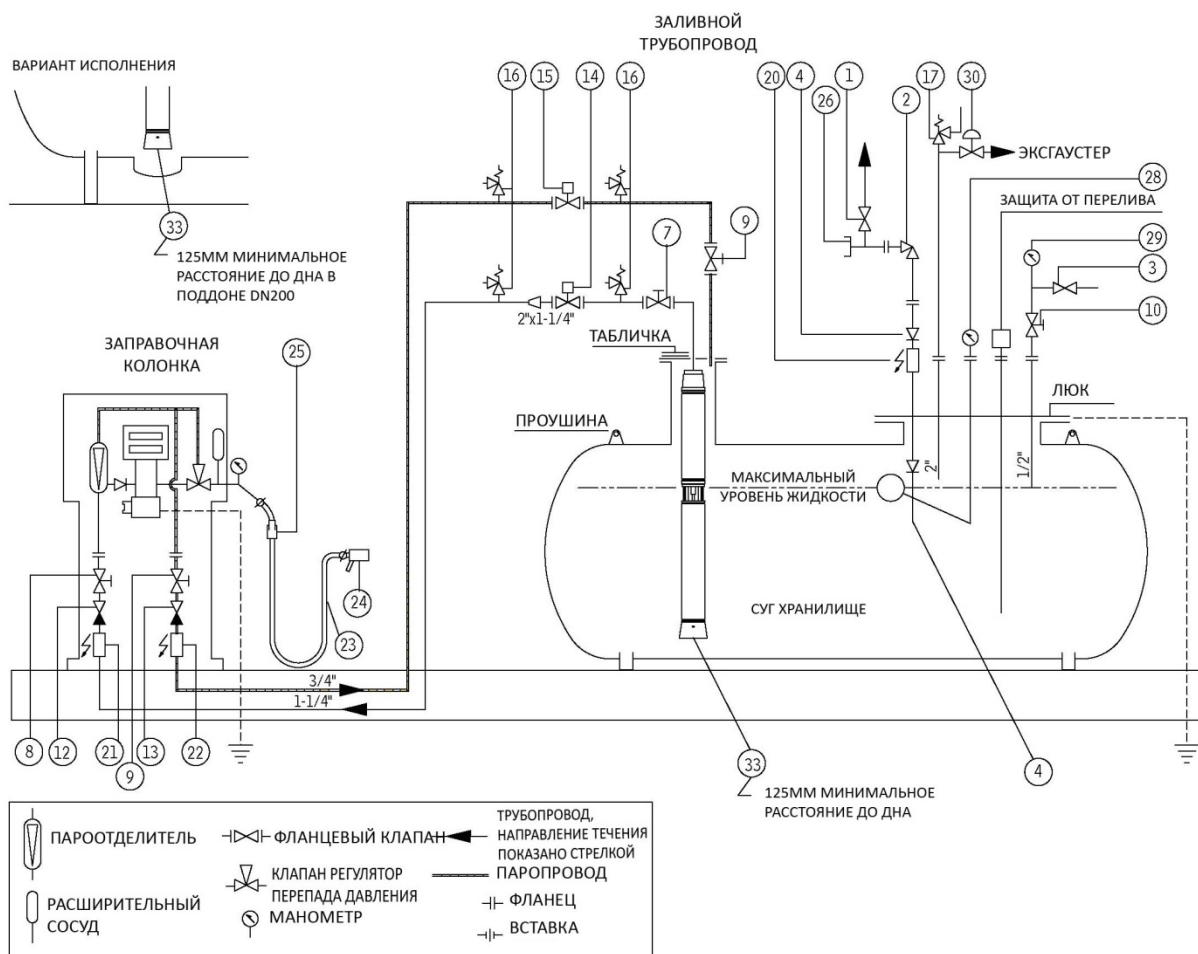 ЗАЛИВНОЙ
ТРУБОПРОВОД
ВАРИАНТ ИСПОЛНЕНИЯ
16
15
14
16
20
4
1
17
30
26
2
ЭКСГАУСТЕР
28
ЗАЩИТА ОТ ПЕРЕЛИВА
33
9
7
29
3
10
125ММ МИНИМАЛЬНОЕ
РАССТОЯНИЕ ДО ДНА В
ПОДДОНЕ DN200
2"x1-1/4"
4
ТАБЛИЧКА
20
ЗАПРАВОЧНАЯ
КОЛОНКА
25
ЛЮК
ПРОУШИНА
2"
1/2"
МАКСИМАЛЬНЫЙ
УРОВЕНЬ ЖИДКОСТИ
24
23
СУГ ХРАНИЛИЩЕ
3/4"
1-1/4"
8
12
21
13
22
9
33
4
125ММ МИНИМАЛЬНОЕ
РАССТОЯНИЕ ДО ДНА
ПАРООТДЕЛИТЕЛЬ
РАСШИРИТЕЛЬНЫЙ
СОСУД
ФЛАНЦЕВЫЙ КЛАПАН
КЛАПАН РЕГУЛЯТОР
ПЕРЕПАДА ДАВЛЕНИЯ
МАНОМЕТР
ТРУБОПРОВОД,
НАПРАВЛЕНИЕ ТЕЧЕНИЯ
ПОКАЗАНО СТРЕЛКОЙ
ПАРОПРОВОД
ФЛАНЕЦ
ВСТАВКА